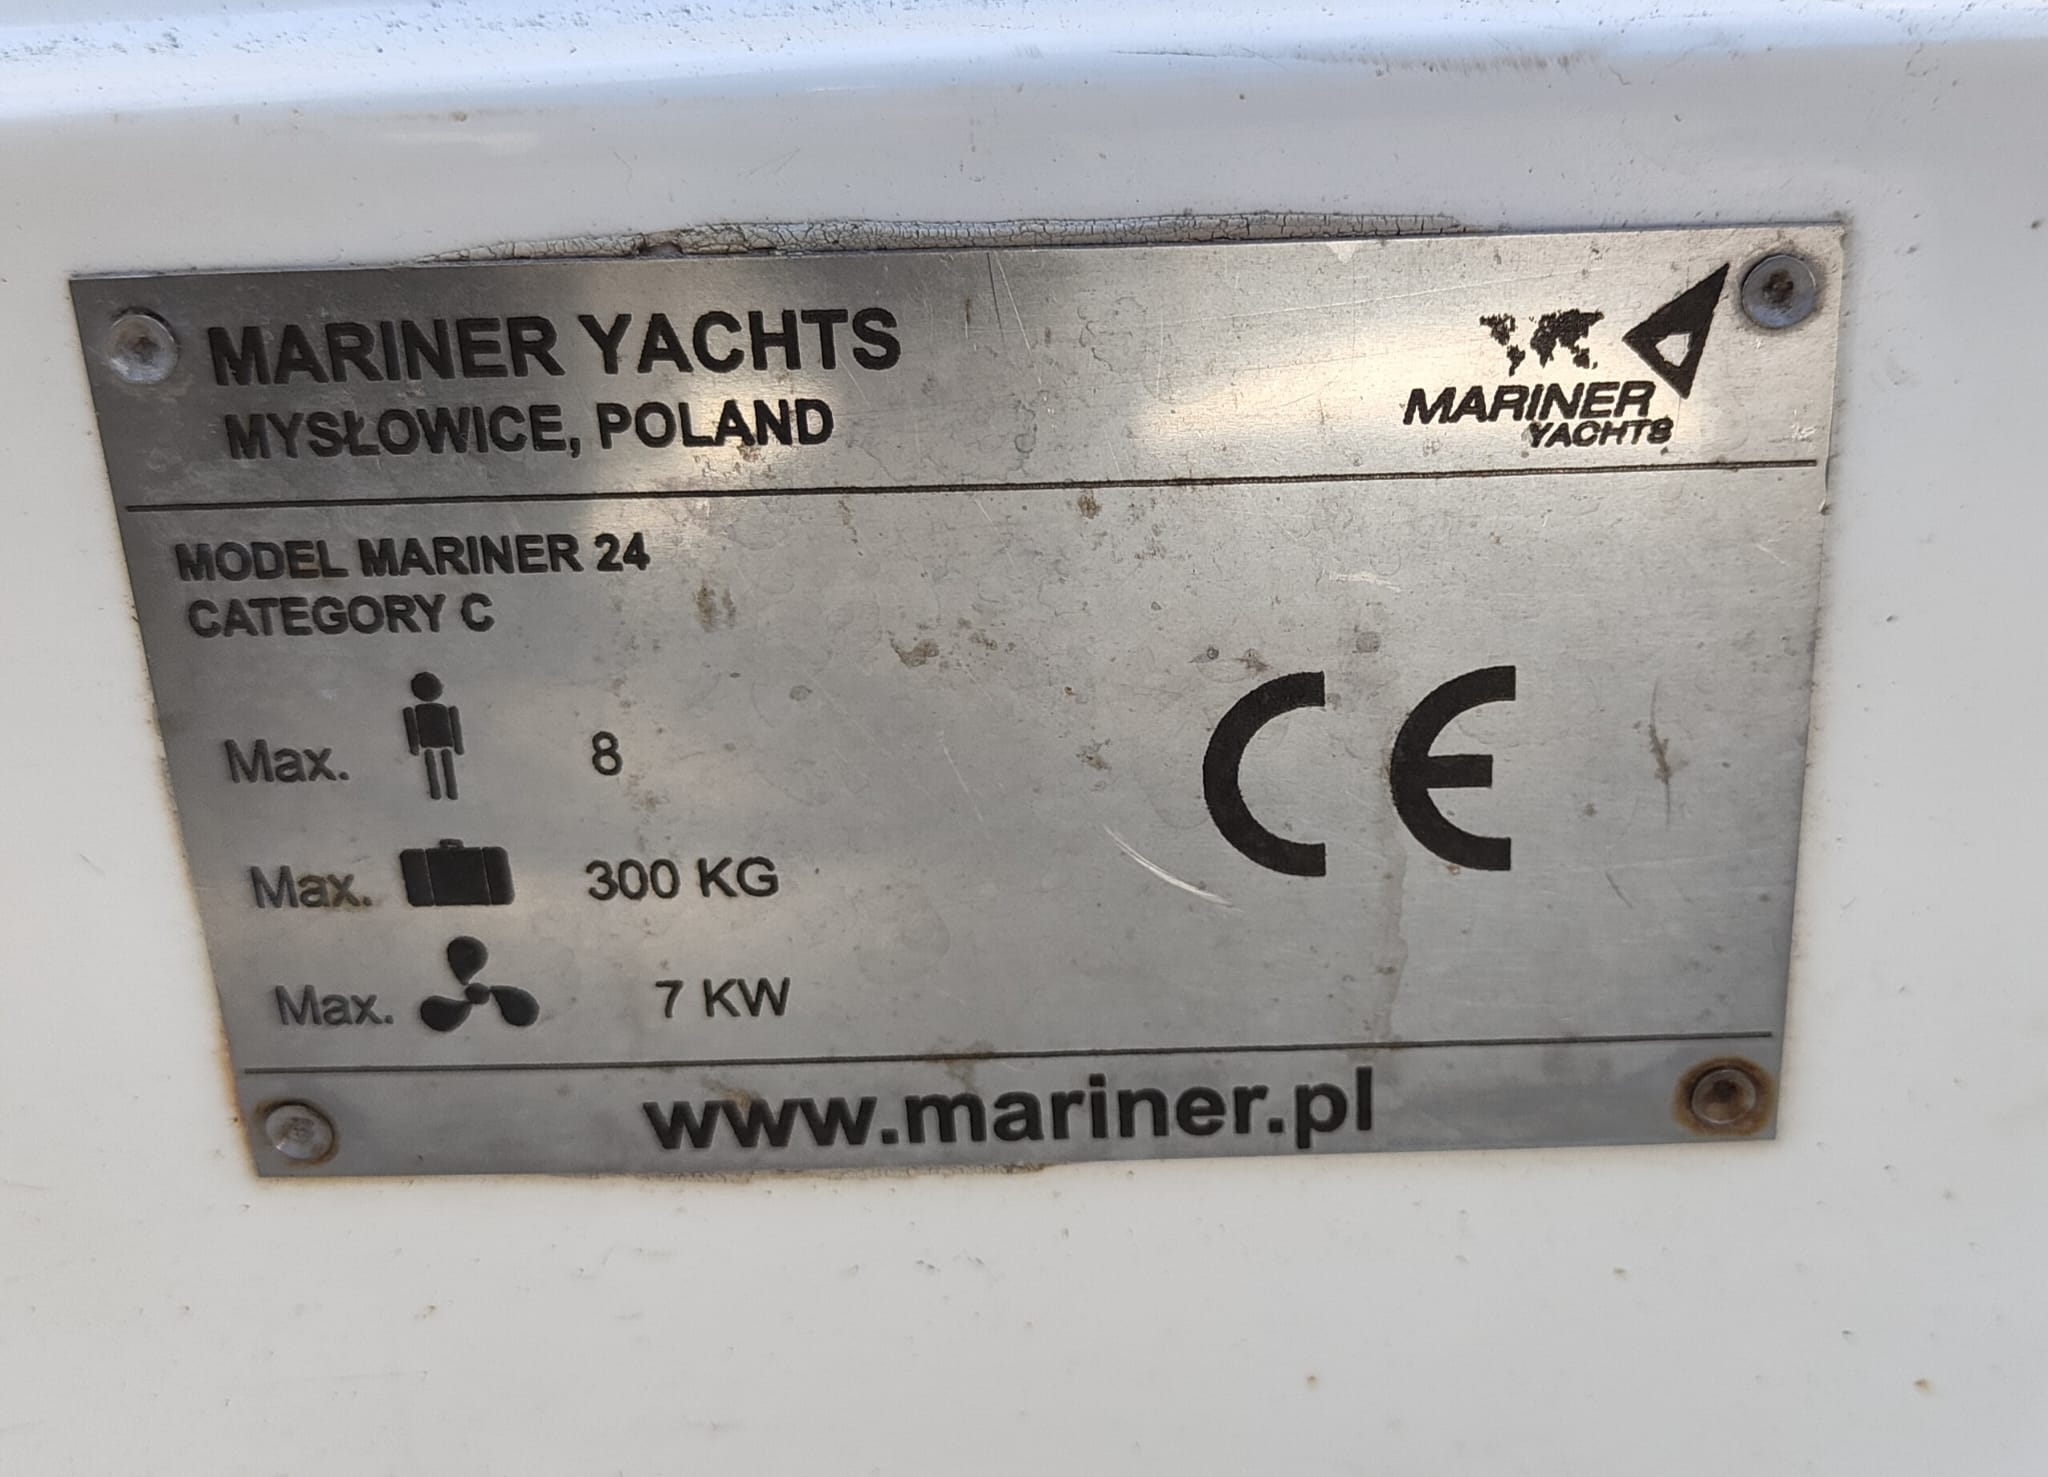 MARINER YACHTS
MYSŁOWICE, POLAND
MARINER
YACHTS
MODEL MARINER 24
CATEGORY C
Max. 8
Max. 300 KG
Max. 7 KW
CE
www.mariner.pl